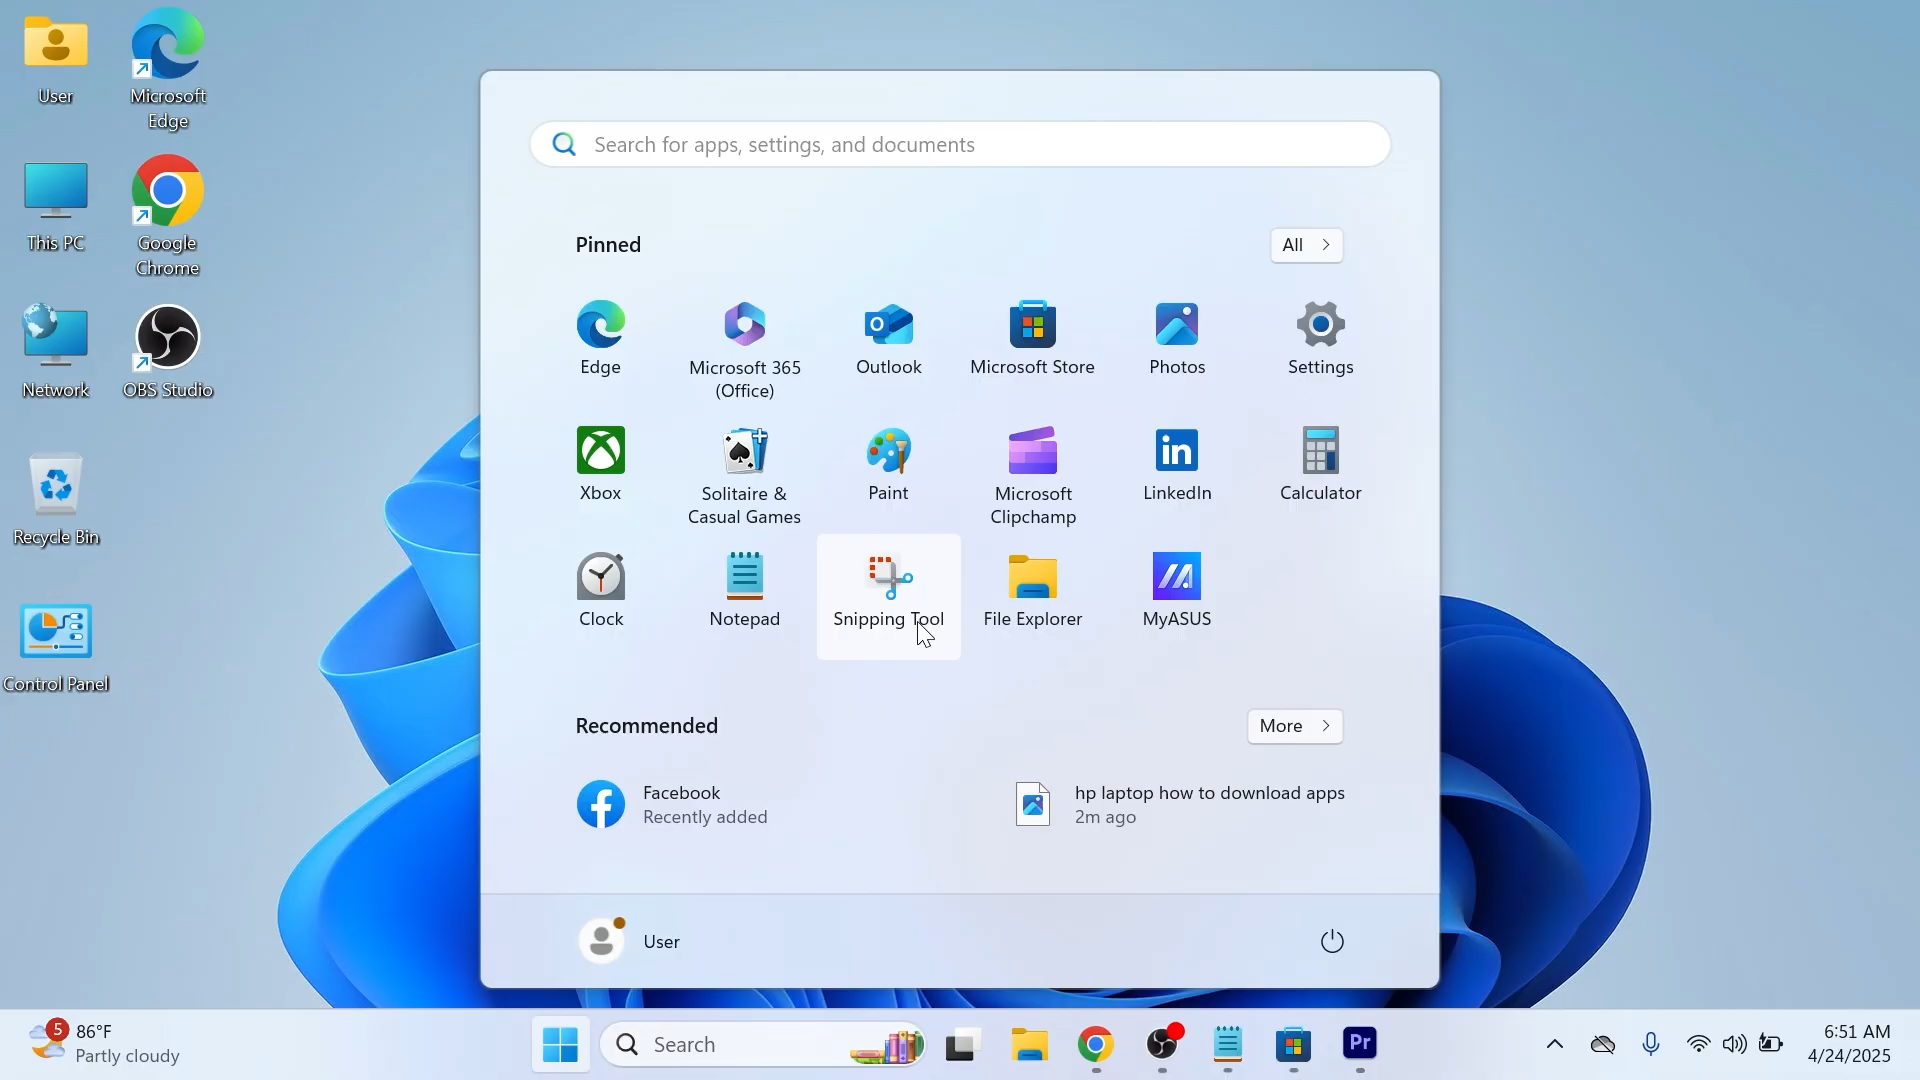 User
Microsoft
Edge
This PC
Google
Chrome
Network
OBS Studio
Recycle Bin
Control Panel
Search for apps, settings, and documents
Pinned
All
Edge
Microsoft 365
(Office)
Outlook
Microsoft Store
Photos
Settings
Xbox
Solitaire &
Casual Games
Paint
Microsoft
Clipchamp
LinkedIn
Calculator
Clock
Notepad
Snipping Tool
File Explorer
MyASUS
Recommended
More
Facebook
Recently added
hp laptop how to download apps
2m ago
User
5
86°F
Partly cloudy
Search
Pr
6:51 AM
4/24/2025